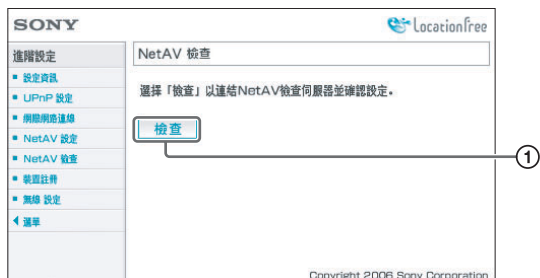 SONY
LocationFree
進階設定
NetAV 檢查
設定資訊
UPnP 設定
網際網路連線
NetAV 設定
NetAV 檢查
裝置註冊
無線 設定
選單
選擇「檢查」以連結NetAV檢查伺服器並確認設定。
檢查
①
Copyright 2006 Sony Corporation